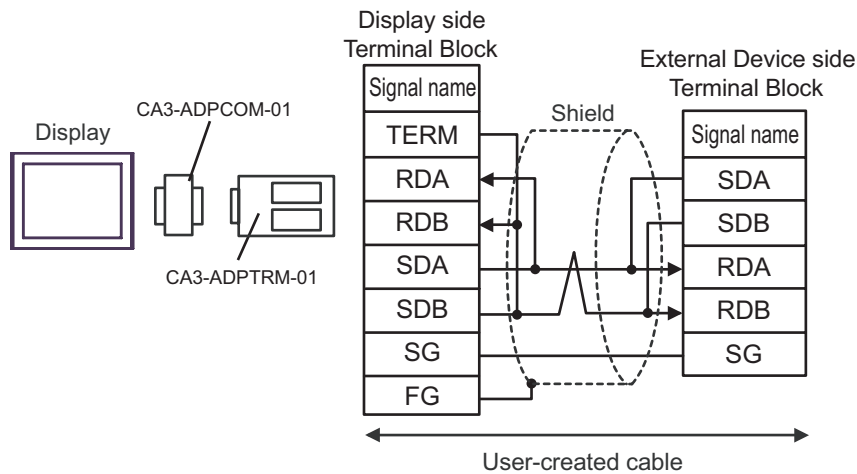 Display side
Terminal Block
External Device side
Terminal Block
Display
CA3-ADPCOM-01
CA3-ADPTRM-01
Shield
Signal name
TERM
RDA
RDB
SDA
SDB
SG
FG
Signal name
SDA
SDB
RDA
RDB
SG
User-created cable